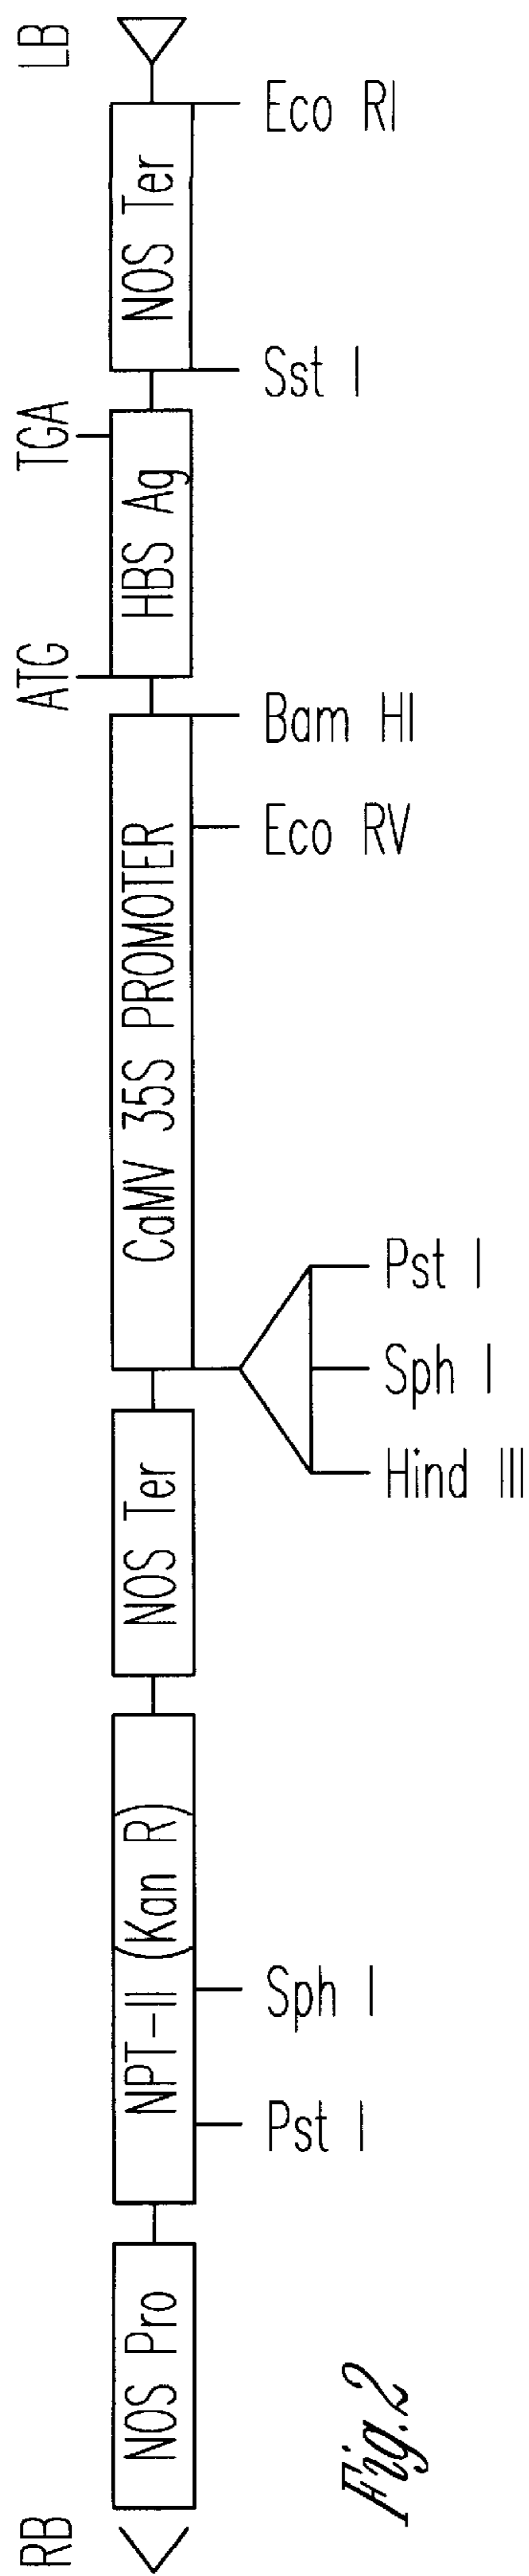 RB
NOS Pro
NPT-II (Kan R)
Pst I
Sph I
NOS Ter
Hind III
Sph I
Pst I
CaMV 35S PROMOTER
Eco RV
Bam HI
ATG
HBS Ag
TGA
Sst I
NOS Ter
Eco RI
LB
Fig.2